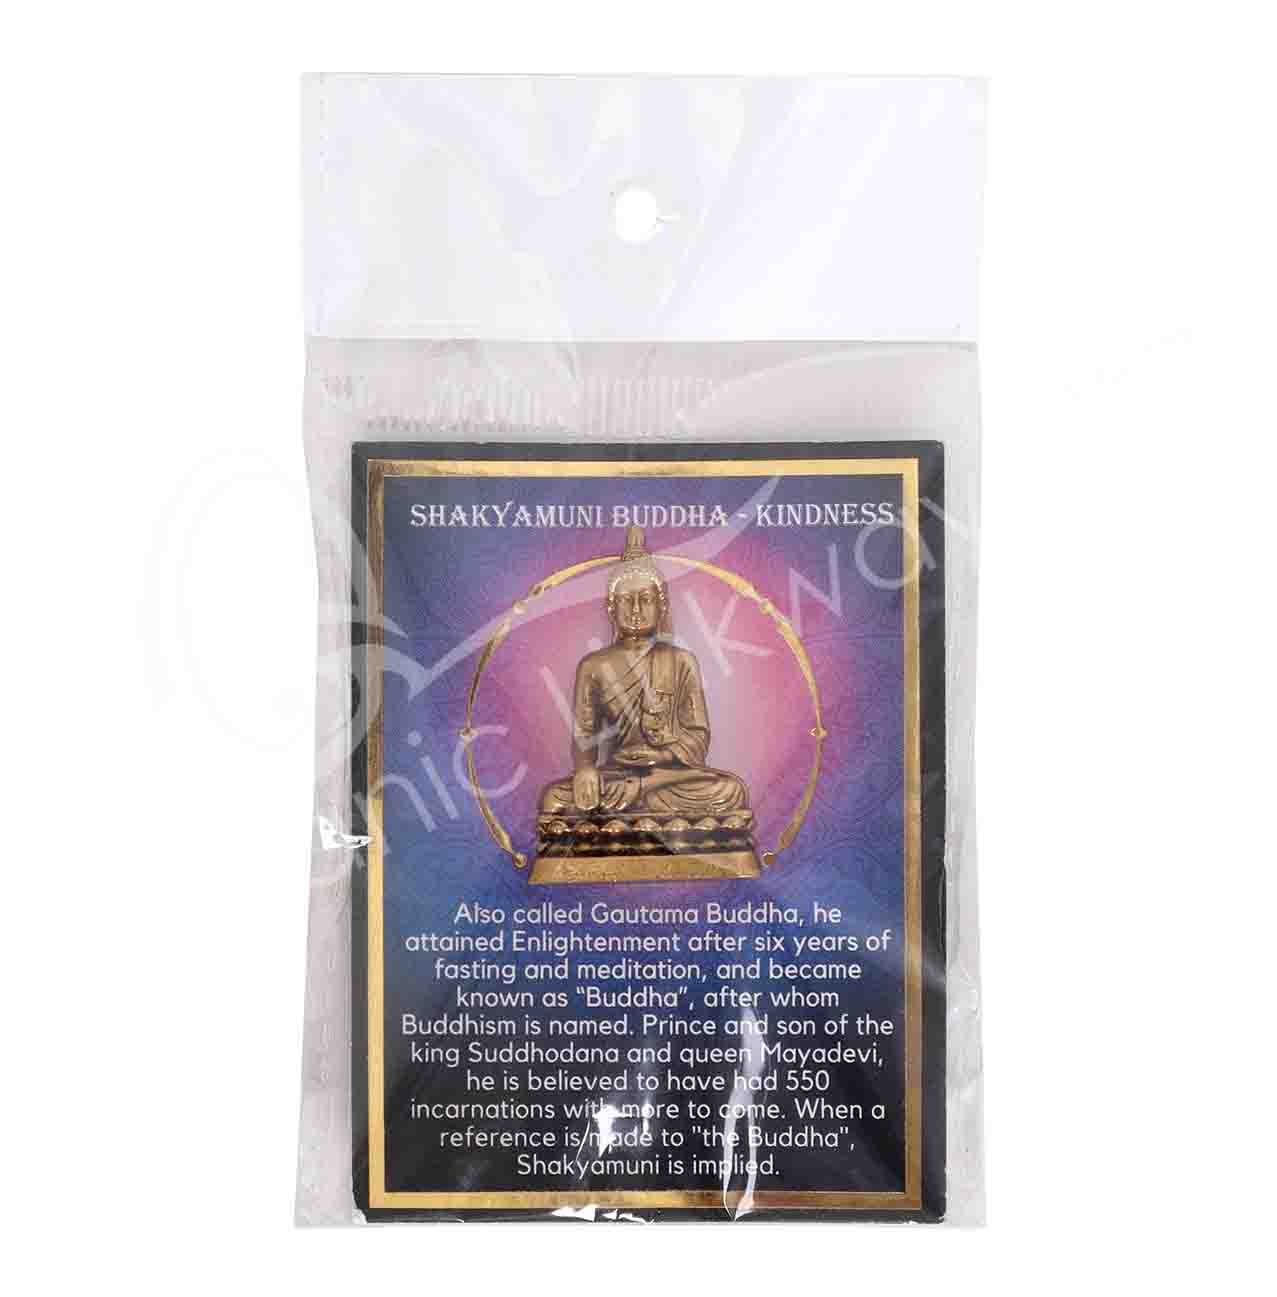 SHAKYAMUNI BUDDHA - KINDNESS
Also called Gautama Buddha, he
attained Enlightenment after six years of
fasting and meditation, and became
known as “Buddha”, after whom
Buddhism is named. Prince and son of the
king Suddhodana and queen Mayadevi,
he is believed to have had 550
incarnations with more to come. When a
reference is made to "the Buddha",
Shakyamuni is implied.